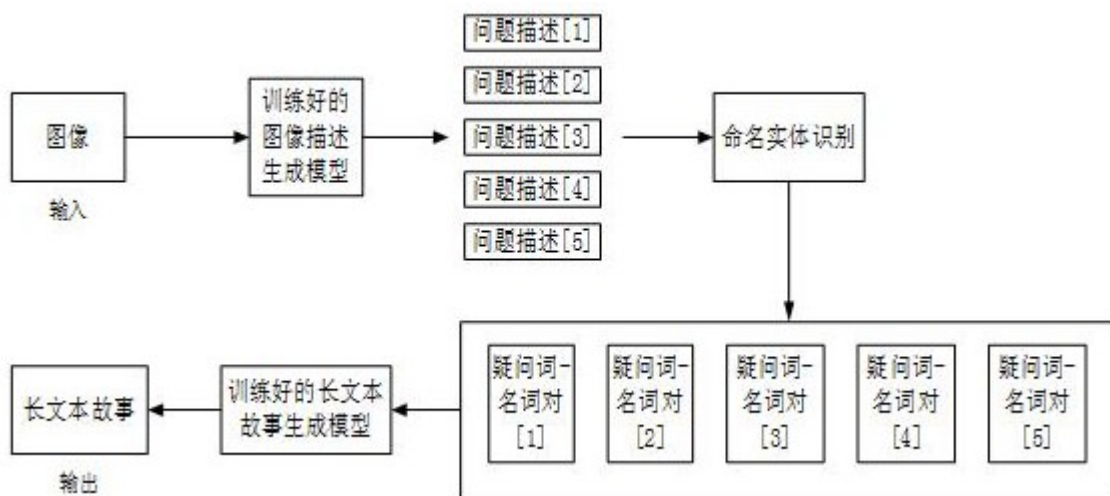 问题描述[1]
问题描述[2]
问题描述[3]
问题描述[4]
问题描述[5]
图像
输入
训练好的
图像描述
生成模型
命名实体识别
疑问词-
名词对
[1]
疑问词-
名词对
[2]
疑问词-
名词对
[3]
疑问词-
名词对
[4]
疑问词-
名词对
[5]
训练好的长文本
故事生成模型
长文本故事
输出